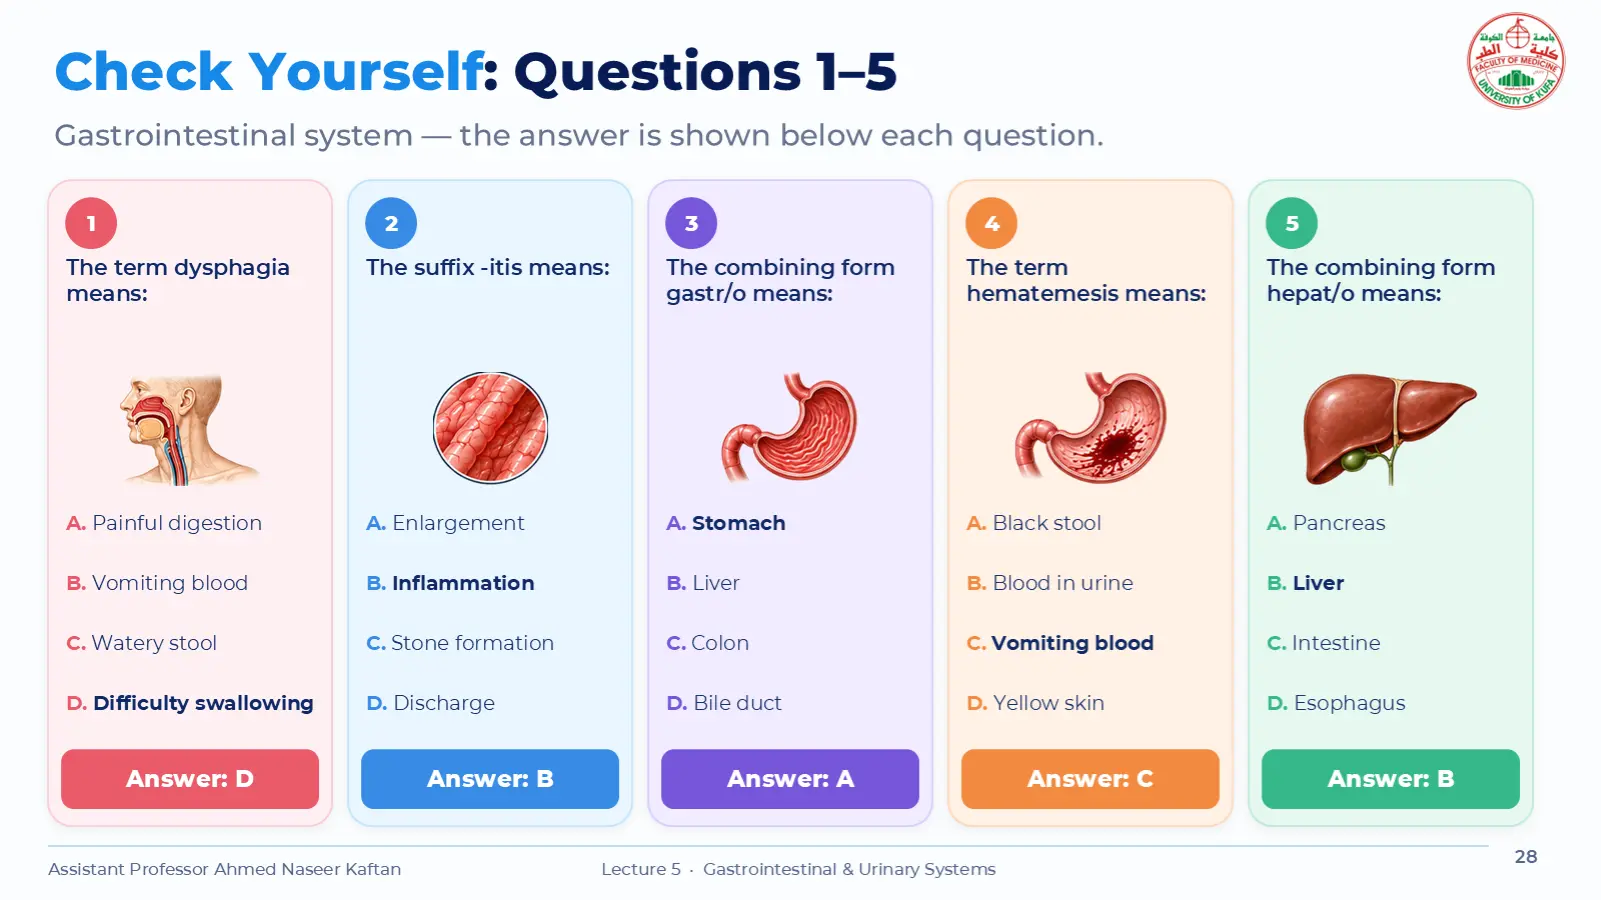 Check Yourself: Questions 1–5
Gastrointestinal system — the answer is shown below each question.
جامعة الكوفة
كلية الطب
FACULTY OF MEDICINE
UNIVERSITY OF KUFA
1
The term dysphagia
means:
A. Painful digestion
B. Vomiting blood
C. Watery stool
D. Difficulty swallowing
Answer: D
2
The suffix -itis means:
A. Enlargement
B. Inflammation
C. Stone formation
D. Discharge
Answer: B
3
The combining form
gastr/o means:
A. Stomach
B. Liver
C. Colon
D. Bile duct
Answer: A
4
The term
hematemesis means:
A. Black stool
B. Blood in urine
C. Vomiting blood
D. Yellow skin
Answer: C
5
The combining form
hepat/o means:
A. Pancreas
B. Liver
C. Intestine
D. Esophagus
Answer: B
Assistant Professor Ahmed Naseer Kaftan
Lecture 5 · Gastrointestinal & Urinary Systems
28